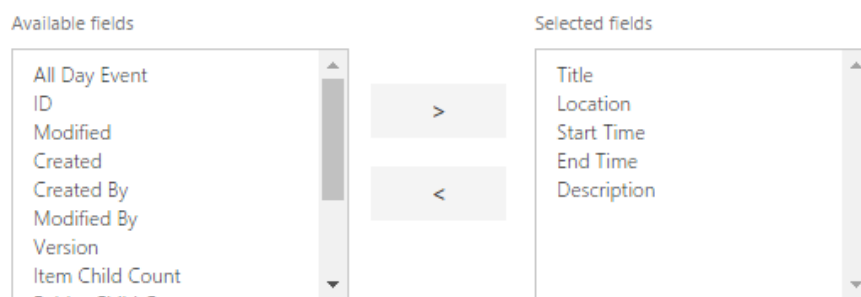 Available fields
All Day Event
ID
Modified
Created
Created By
Modified By
Version
Item Child Count
>
<
Selected fields
Title
Location
Start Time
End Time
Description